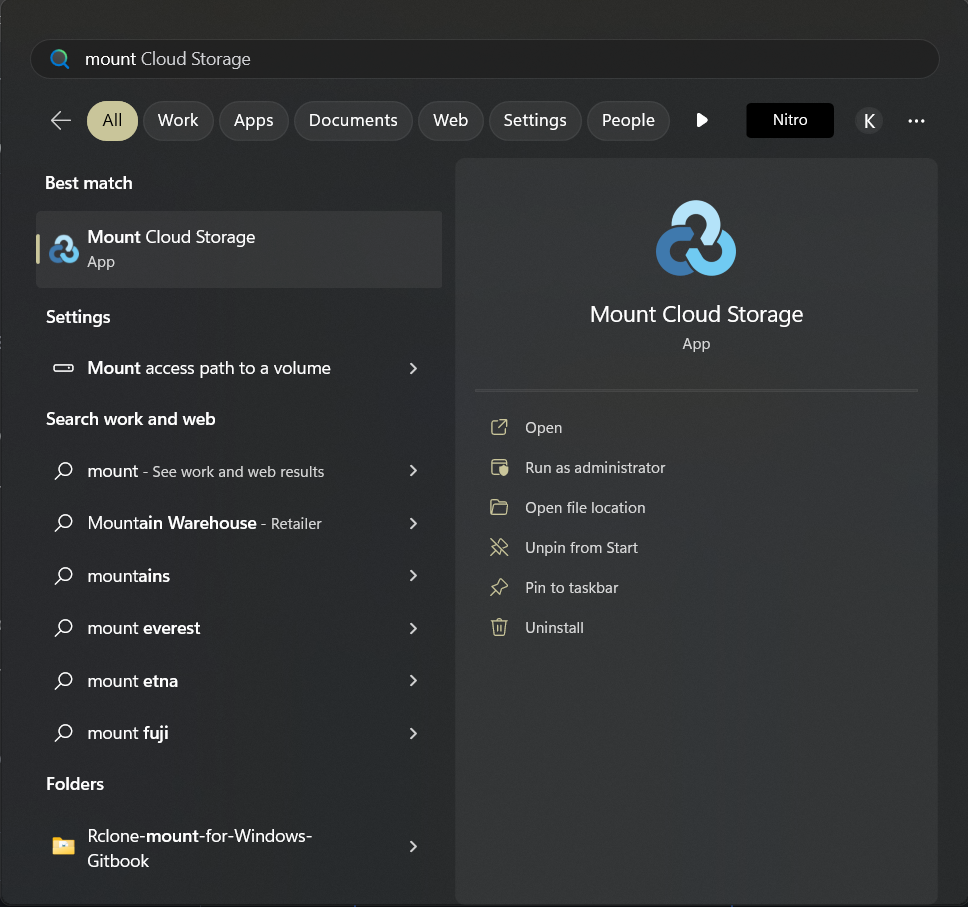 mount Cloud Storage
All
Work
Apps
Documents
Web
Settings
People
Nitro
K
Best match
Mount Cloud Storage
App
Settings
Mount access path to a volume
Search work and web
mount - See work and web results
Mountain Warehouse - Retailer
mountains
mount everest
mount etna
mount fuji
Folders
Rclone-mount-for-Windows-
Gitbook
Mount Cloud Storage
App
Open
Run as administrator
Open file location
Unpin from Start
Pin to taskbar
Uninstall